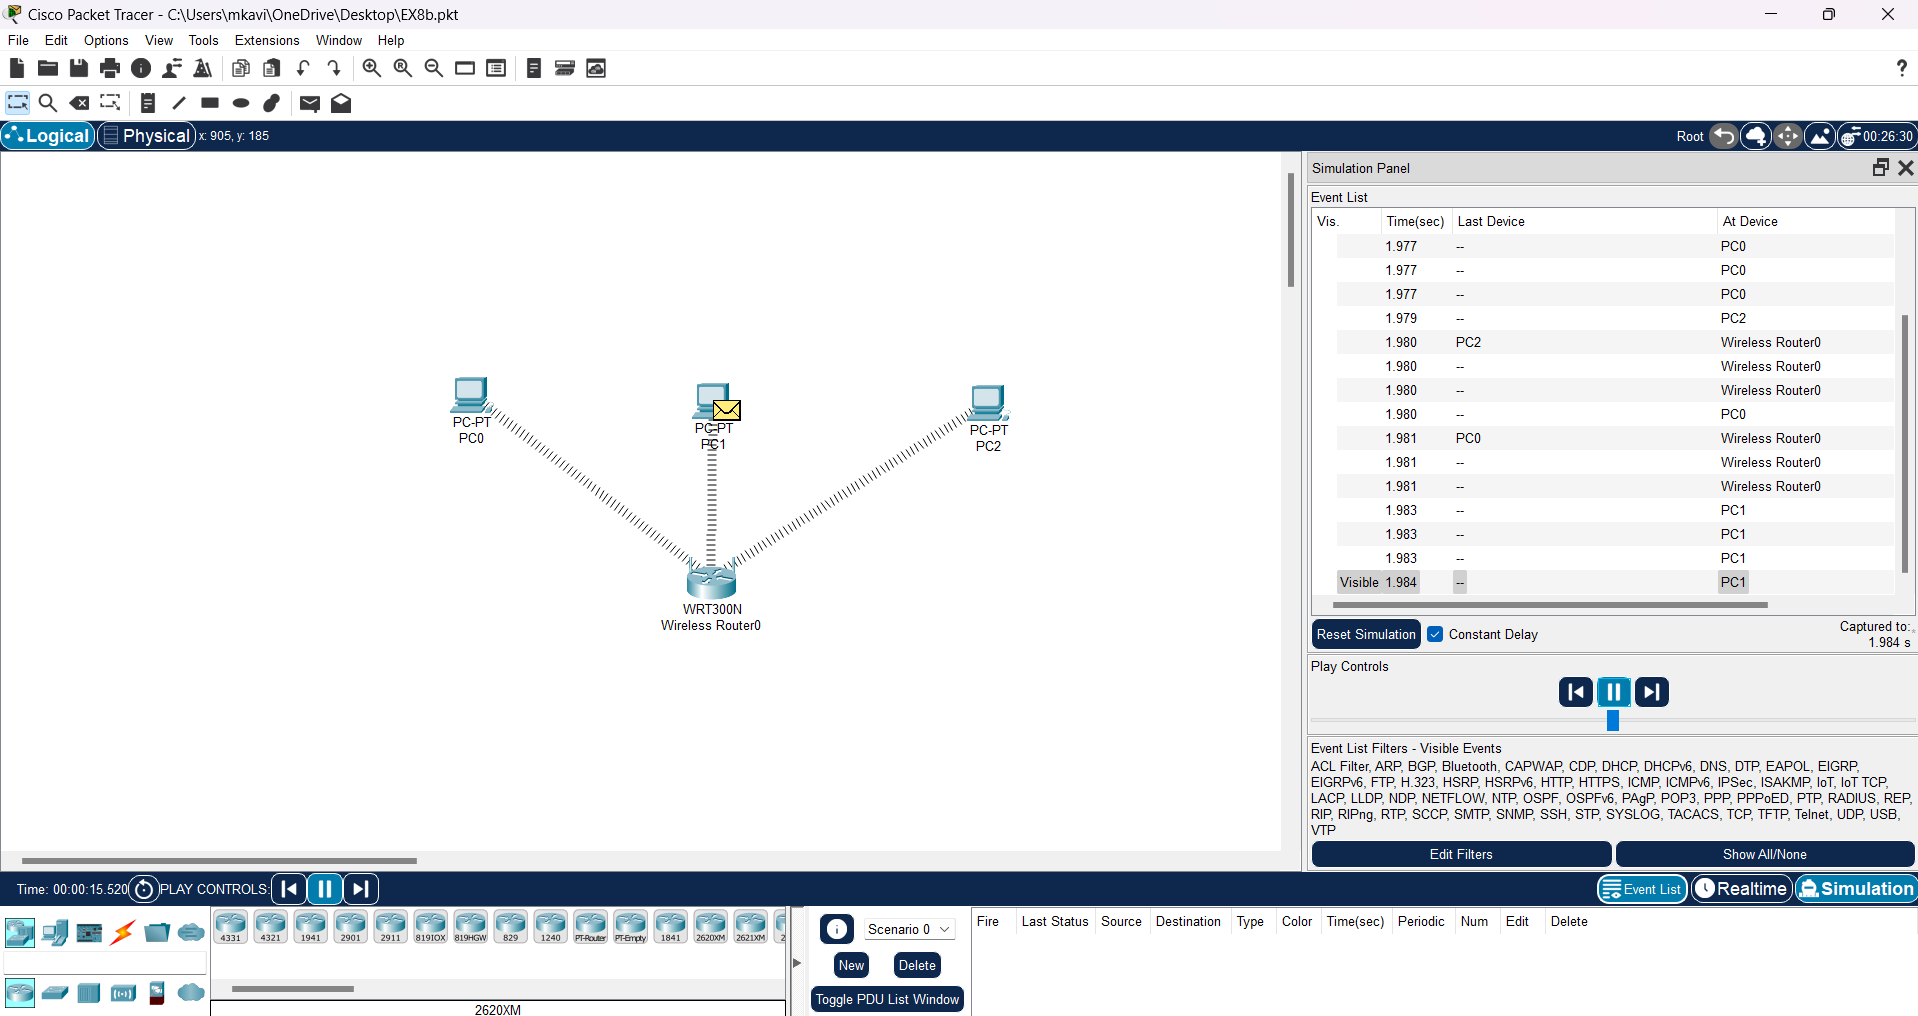 Cisco Packet Tracer - C:\Users\mkavi\OneDrive\Desktop\EX8b.pkt
File Edit Options View Tools Extensions Window Help
?
Logical Physical x: 905, y: 185 Root 00:26:30
Simulation Panel
Event List
Vis. Time(sec) Last Device At Device
1.977 -- PC0
1.977 -- PC0
1.977 -- PC0
1.979 -- PC2
1.980 PC2 Wireless Router0
1.980 -- Wireless Router0
1.980 -- Wireless Router0
1.980 -- PC0
1.981 PC0 Wireless Router0
1.981 -- Wireless Router0
1.981 -- Wireless Router0
1.983 -- PC1
1.983 -- PC1
1.983 -- PC1
Visible 1.984 -- PC1
Reset Simulation Constant Delay Captured to:
1.984 s
Play Controls
Event List Filters - Visible Events
ACL Filter, ARP, BGP, Bluetooth, CAPWAP, CDP, DHCP, DHCPv6, DNS, DTP, EAPOL, EIGRP,
EIGRPv6, FTP, H.323, HSRP, HSRPv6, HTTP, HTTPS, ICMP, ICMPv6, IPSec, ISAKMP, IoT, IoT TCP,
LACP, LLDP, NDP, NETFLOW, NTP, OSPF, OSPFv6, PAgP, POP3, PPP, PPPoED, PTP, RADIUS, REP,
RIP, RIPng, RTP, SCCP, SMTP, SNMP, SSH, STP, SYSLOG, TACACS, TCP, TFTP, Telnet, UDP, USB,
VTP
Edit Filters Show All/None
PC-PT
PC0
PC-PT
PC1
PC-PT
PC2
WRT300N
Wireless Router0
Time: 00:00:15.520 PLAY CONTROLS: Event List Realtime Simulation
4331 4321 1941 2901 2911 819IOX 819HGW 829 1240 PT-Router PT-Empty 1841 2620XM 2621XM 2
2620XM
Scenario 0
New Delete
Toggle PDU List Window
Fire Last Status Source Destination Type Color Time(sec) Periodic Num Edit Delete